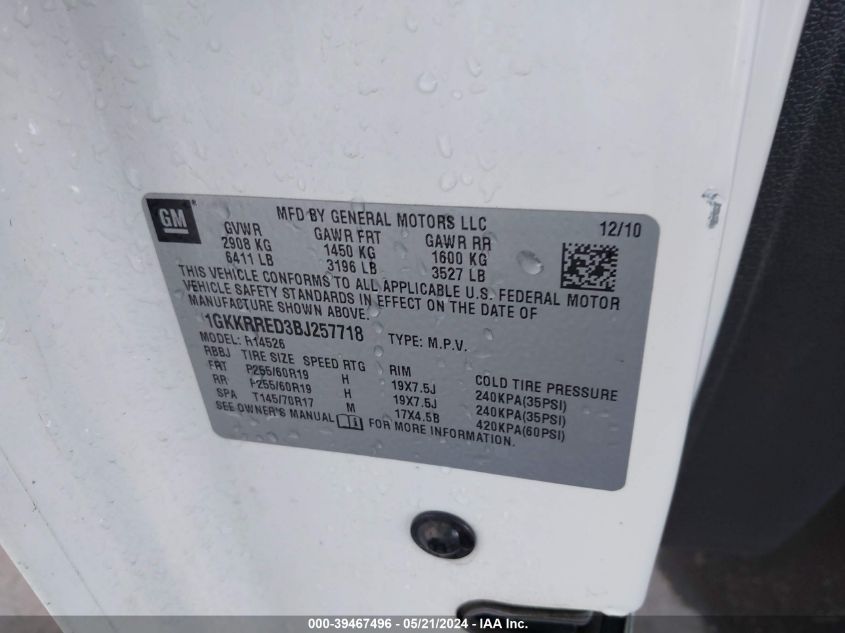 GM
MFD BY GENERAL MOTORS LLC 12/10
GVWR GAWR FRT GAWR RR
2908 KG 1450 KG 1600 KG
6411 LB 3196 LB 3527 LB
THIS VEHICLE CONFORMS TO ALL APPLICABLE U.S. FEDERAL MOTOR
VEHICLE SAFETY STANDARDS IN EFFECT ON THE DATE OF
MANUFACTURE SHOWN ABOVE.
1GKKRRED3BJ257718 TYPE: M.P.V.
MODEL: R14526
RBBJ TIRE SIZE SPEED RTG RIM COLD TIRE PRESSURE
FRT P255/60R19 H 19X7.5J 240KPA(35PSI)
RR P255/60R19 H 19X7.5J 240KPA(35PSI)
SPA T145/70R17 M 17X4.5B 420KPA(60PSI)
SEE OWNER'S MANUAL FOR MORE INFORMATION.
000-39467496 - 05/21/2024 - IAA Inc.